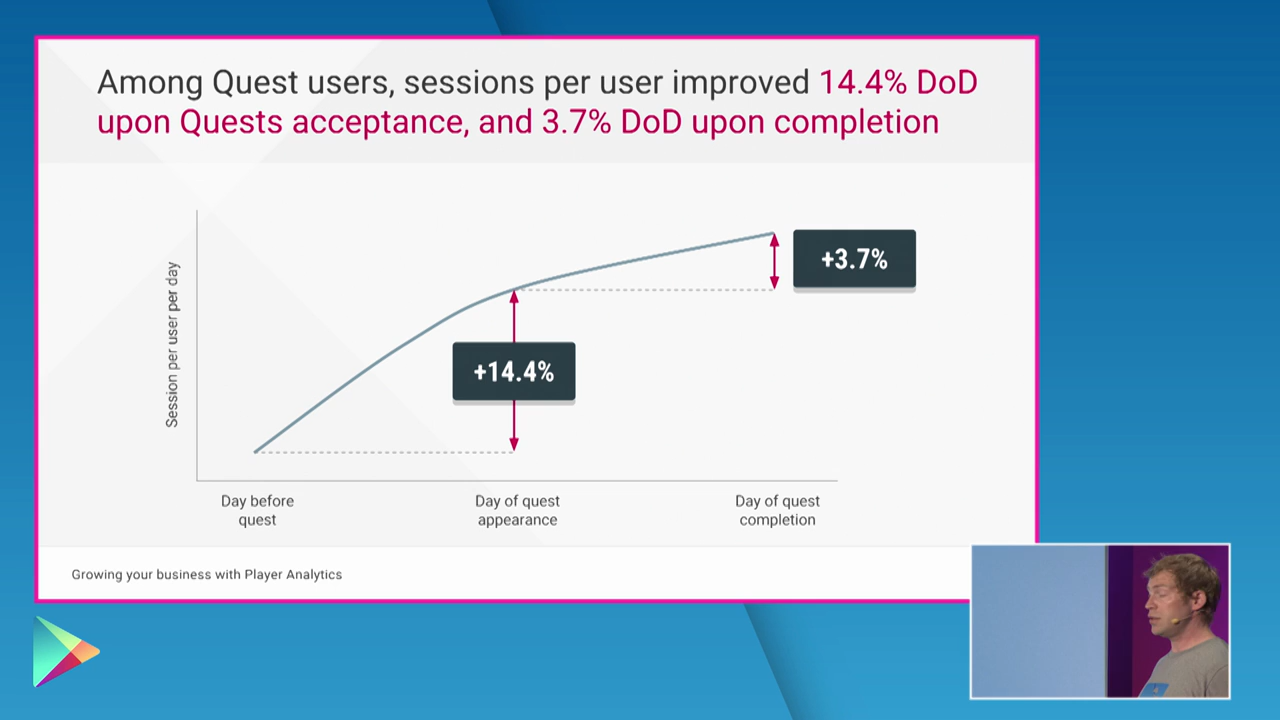 Among Quest users, sessions per user improved 14.4% DoD
upon Quests acceptance, and 3.7% DoD upon completion
+3.7%
+14.4%
Session per user per day
Day before
quest
Day of quest
appearance
Day of quest
completion
Growing your business with Player Analytics